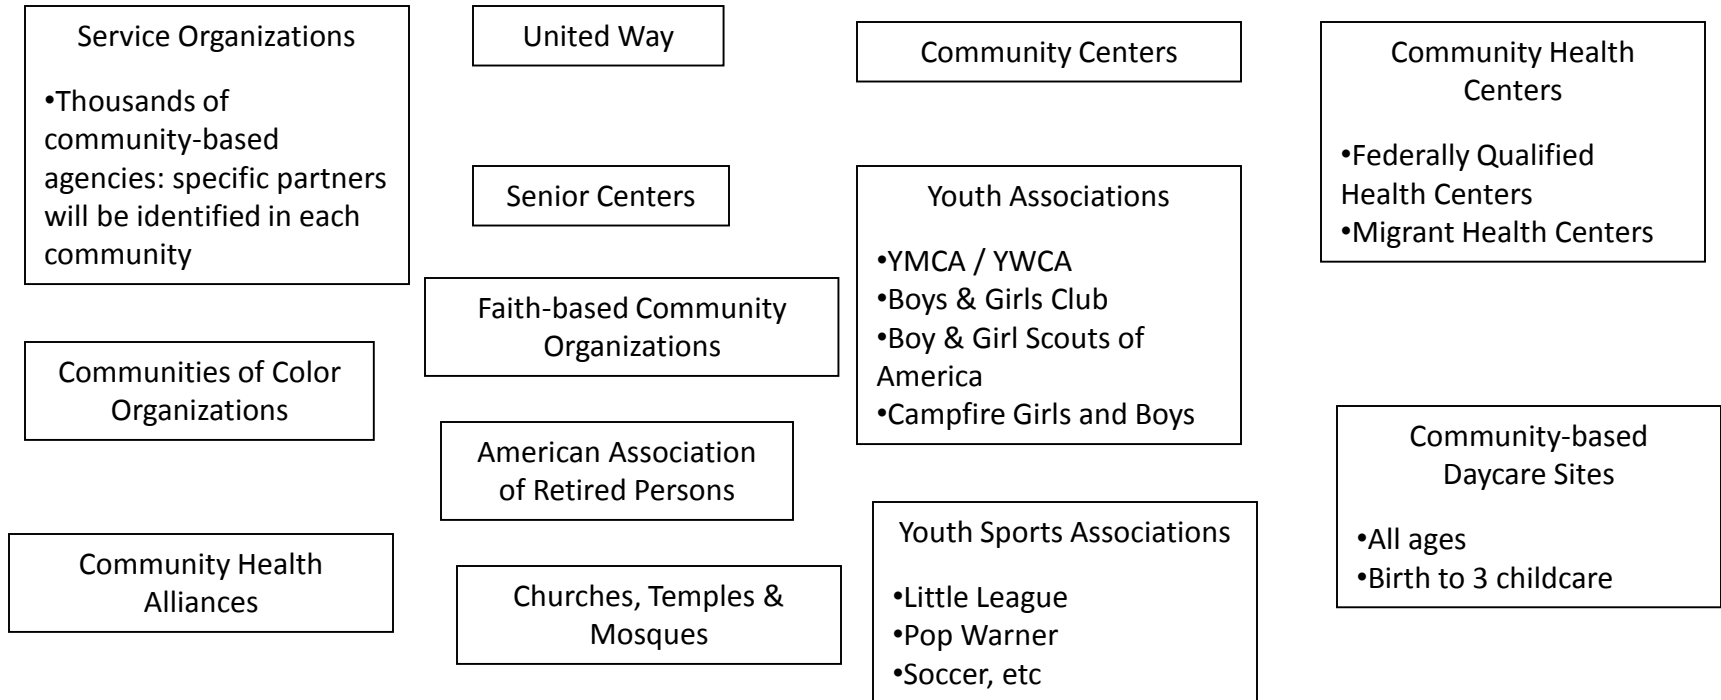 Service Organizations
•Thousands of
community-based
agencies: specific partners
will be identified in each
community
Communities of Color
Organizations
Community Health
Alliances
United Way
Senior Centers
Faith-based Community
Organizations
American Association
of Retired Persons
Churches, Temples &
Mosques
Community Centers
Youth Associations
•YMCA / YWCA
•Boys & Girls Club
•Boy & Girl Scouts of
America
•Campfire Girls and Boys
Youth Sports Associations
•Little League
•Pop Warner
•Soccer, etc
Community Health
Centers
•Federally Qualified
Health Centers
•Migrant Health Centers
Community-based
Daycare Sites
•All ages
•Birth to 3 childcare